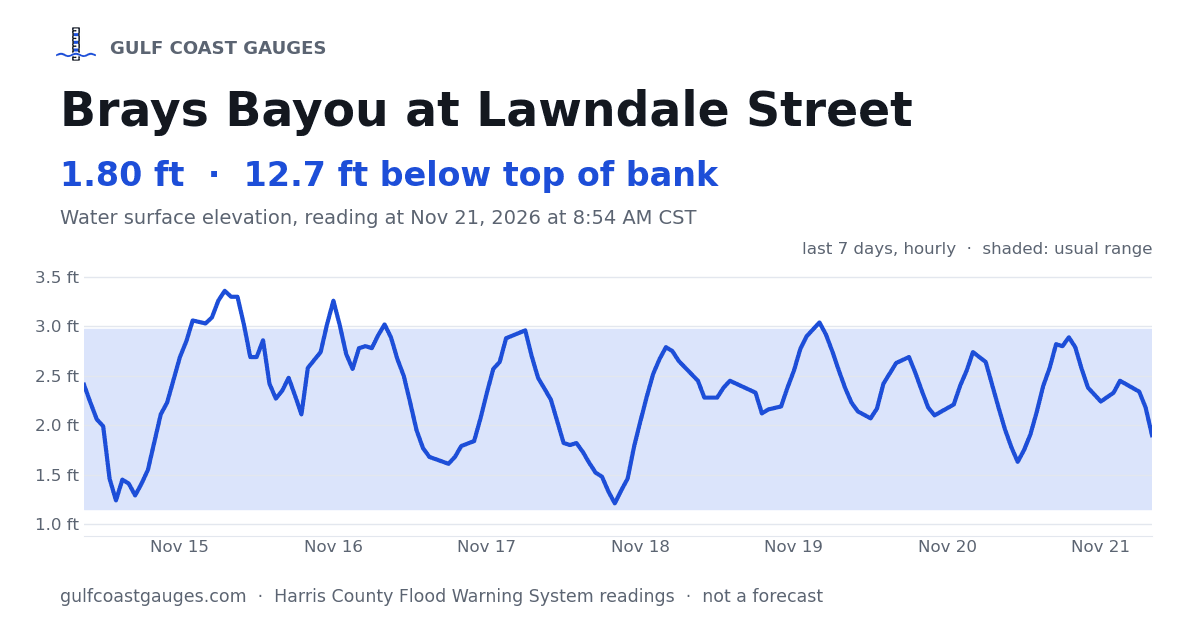 GULF COAST GAUGES
Brays Bayou at Lawndale Street
1.80 ft · 12.7 ft below top of bank
Water surface elevation, reading at Nov 21, 2026 at 8:54 AM CST
last 7 days, hourly · shaded: usual range
3.5 ft
3.0 ft
2.5 ft
2.0 ft
1.5 ft
1.0 ft
Nov 15 Nov 16 Nov 17 Nov 18 Nov 19 Nov 20 Nov 21
gulfcoastgauges.com · Harris County Flood Warning System readings · not a forecast